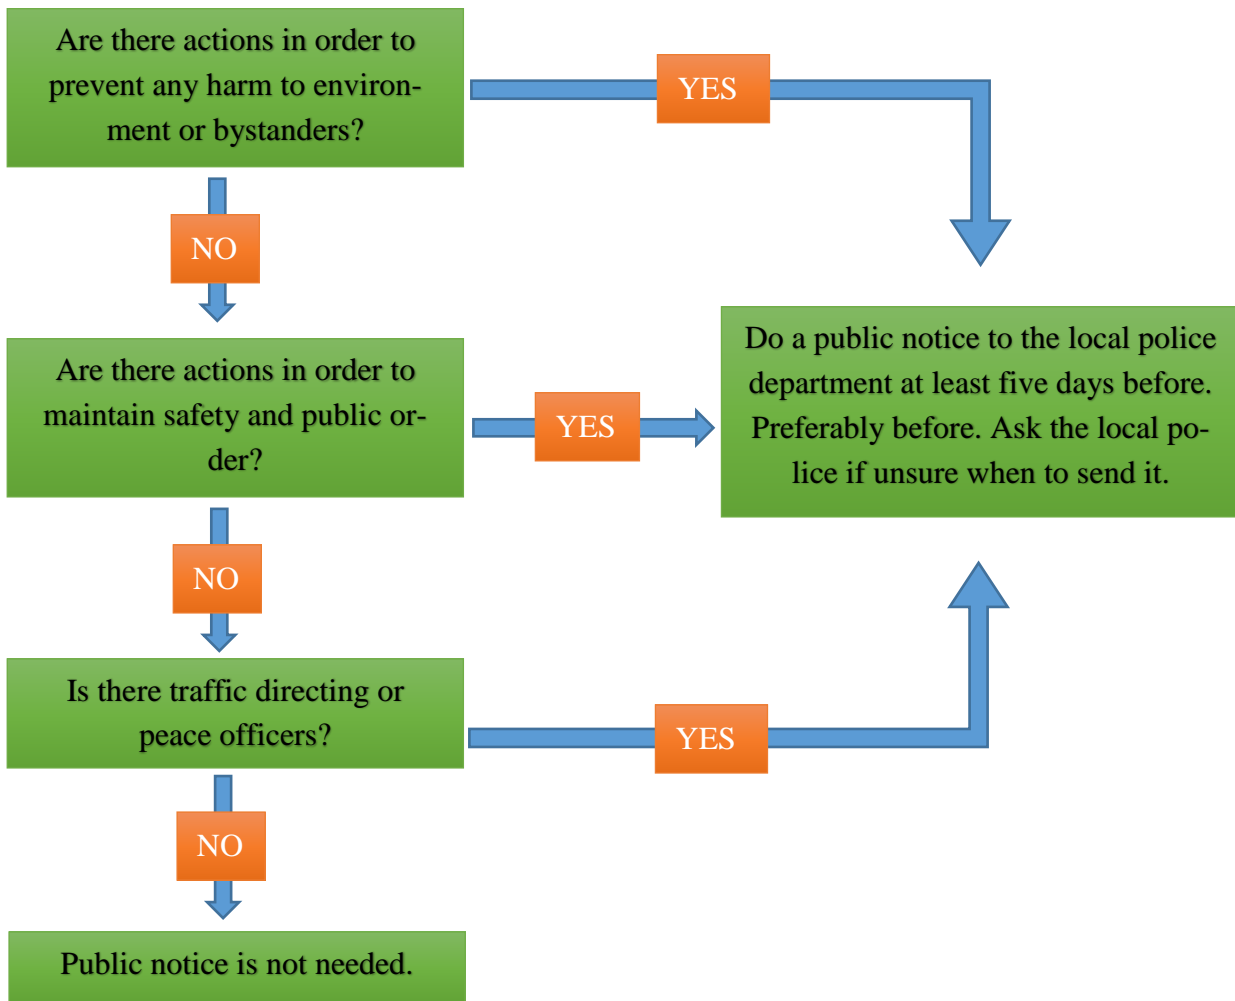 Are there actions in order to
prevent any harm to environ-
ment or bystanders?
YES
NO
Are there actions in order to
maintain safety and public or-
der?
YES
Do a public notice to the local police
department at least five days before.
Preferably before. Ask the local po-
lice if unsure when to send it.
NO
Is there traffic directing or
peace officers?
YES
NO
Public notice is not needed.